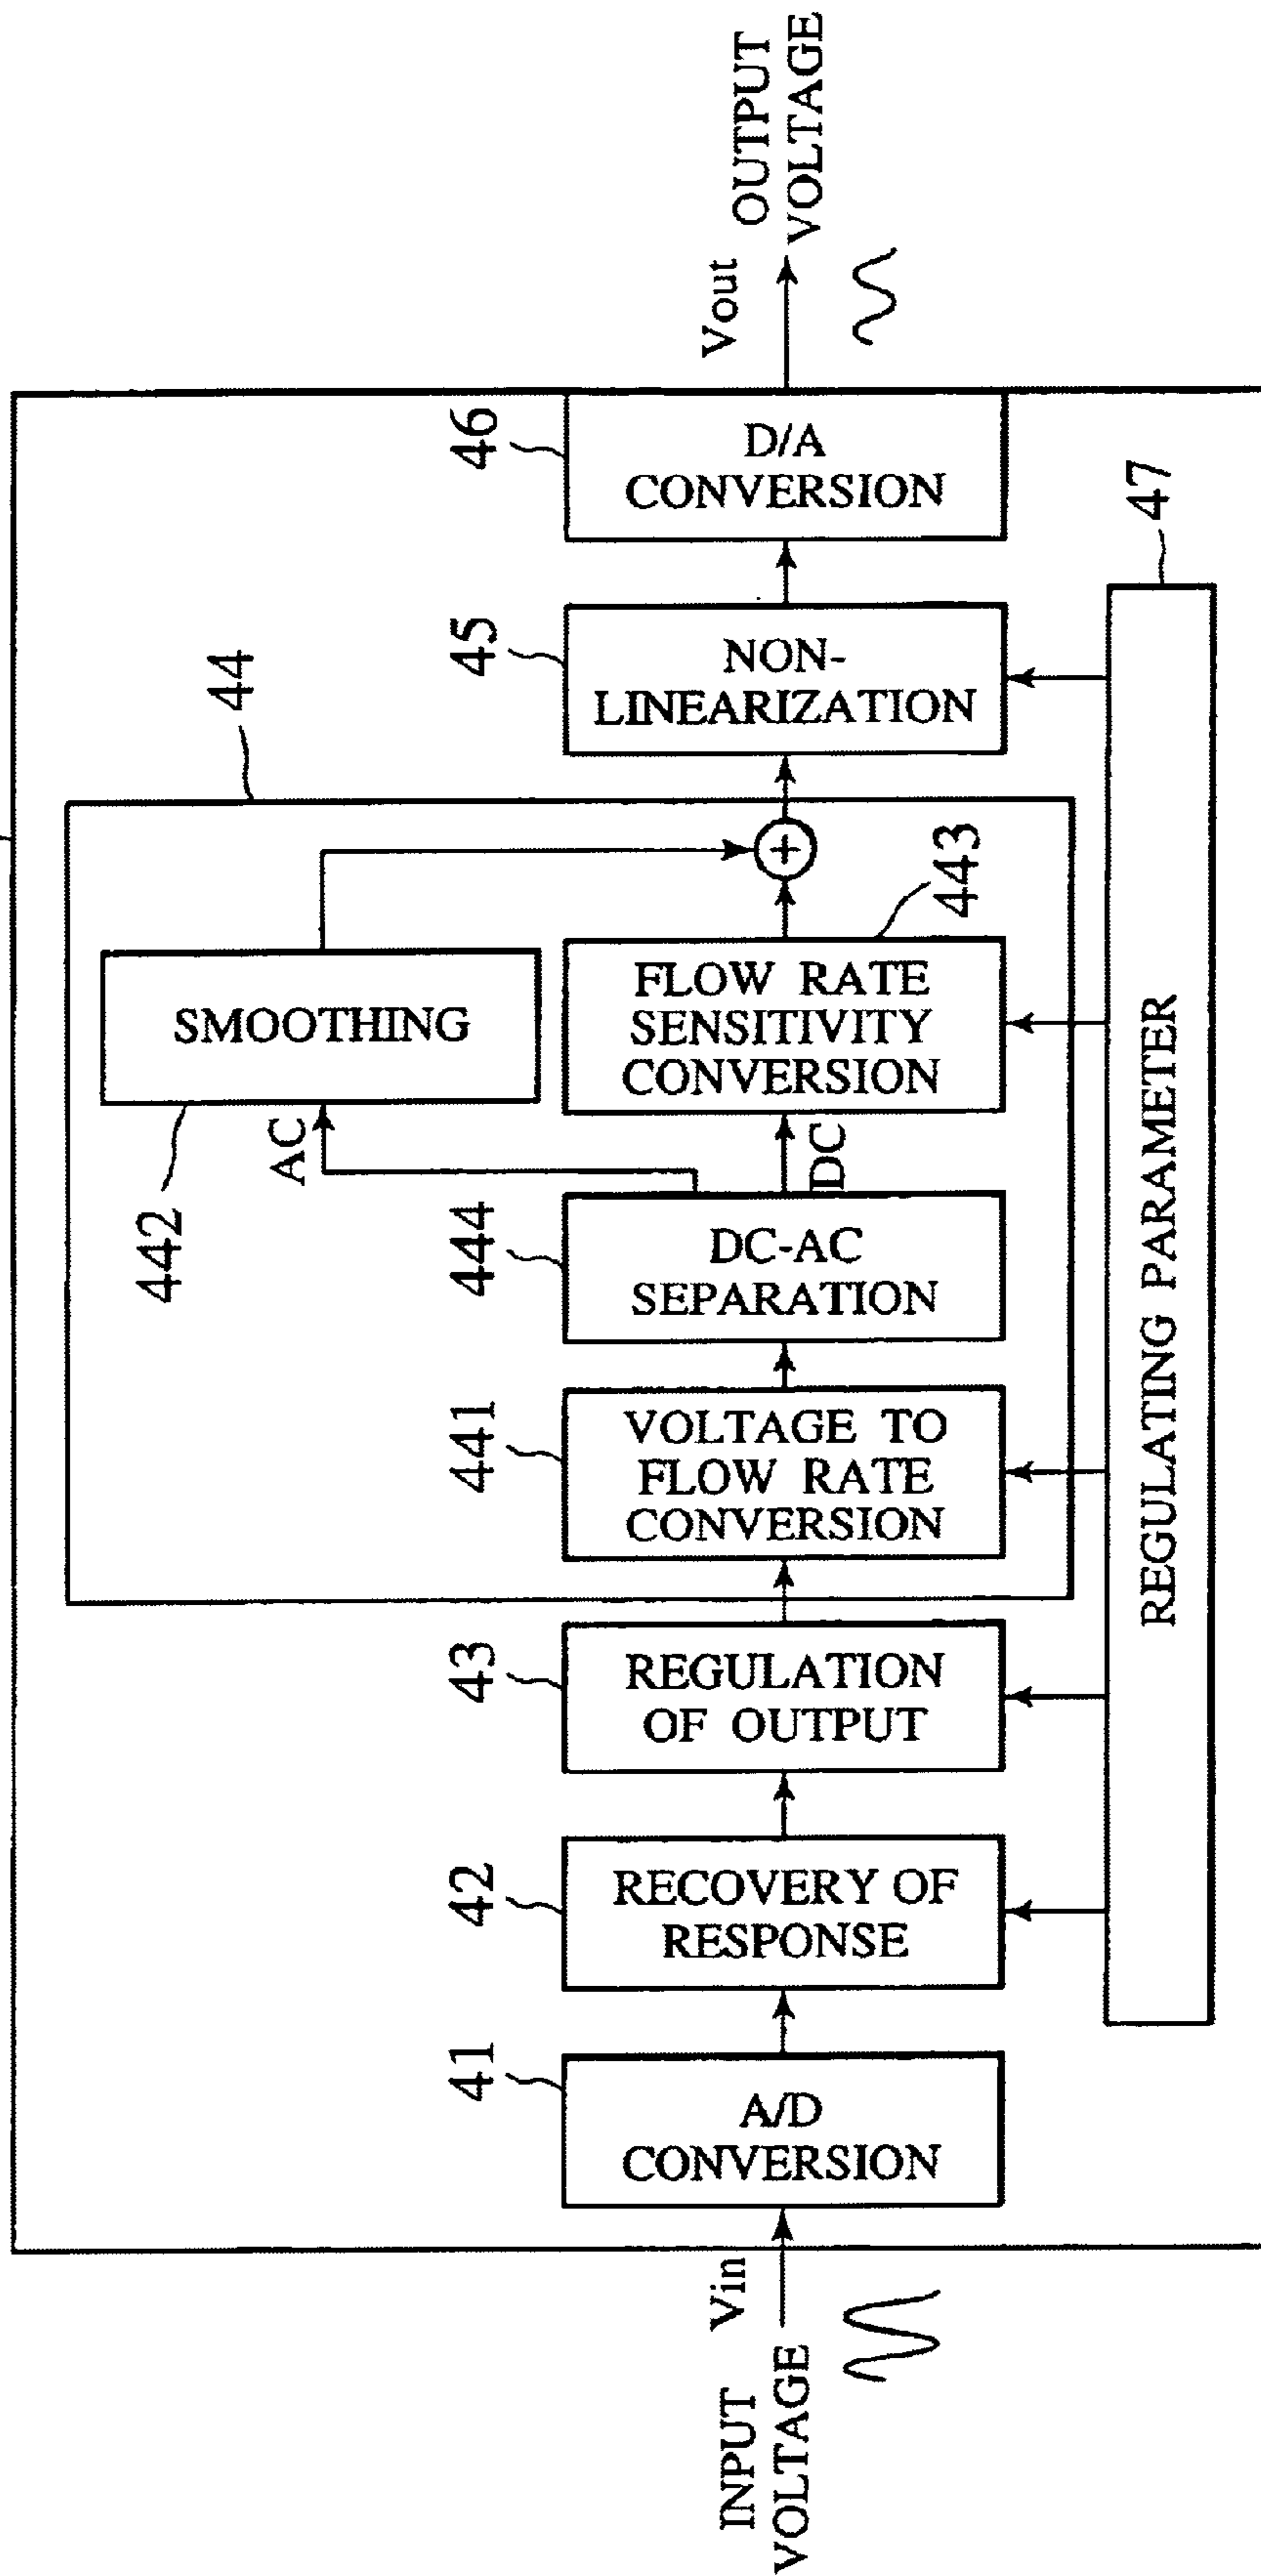 INPUT
VOLTAGE
Vin
41
A/D
CONVERSION
42
RECOVERY OF
RESPONSE
43
REGULATION
OF OUTPUT
44
441
VOLTAGE TO
FLOW RATE
CONVERSION
444
DC-AC
SEPARATION
AC
DC
442
SMOOTHING
443
FLOW RATE
SENSITIVITY
CONVERSION
+
45
NON-
LINEARIZATION
46
D/A
CONVERSION
47
REGULATING PARAMETER
Vout
OUTPUT
VOLTAGE